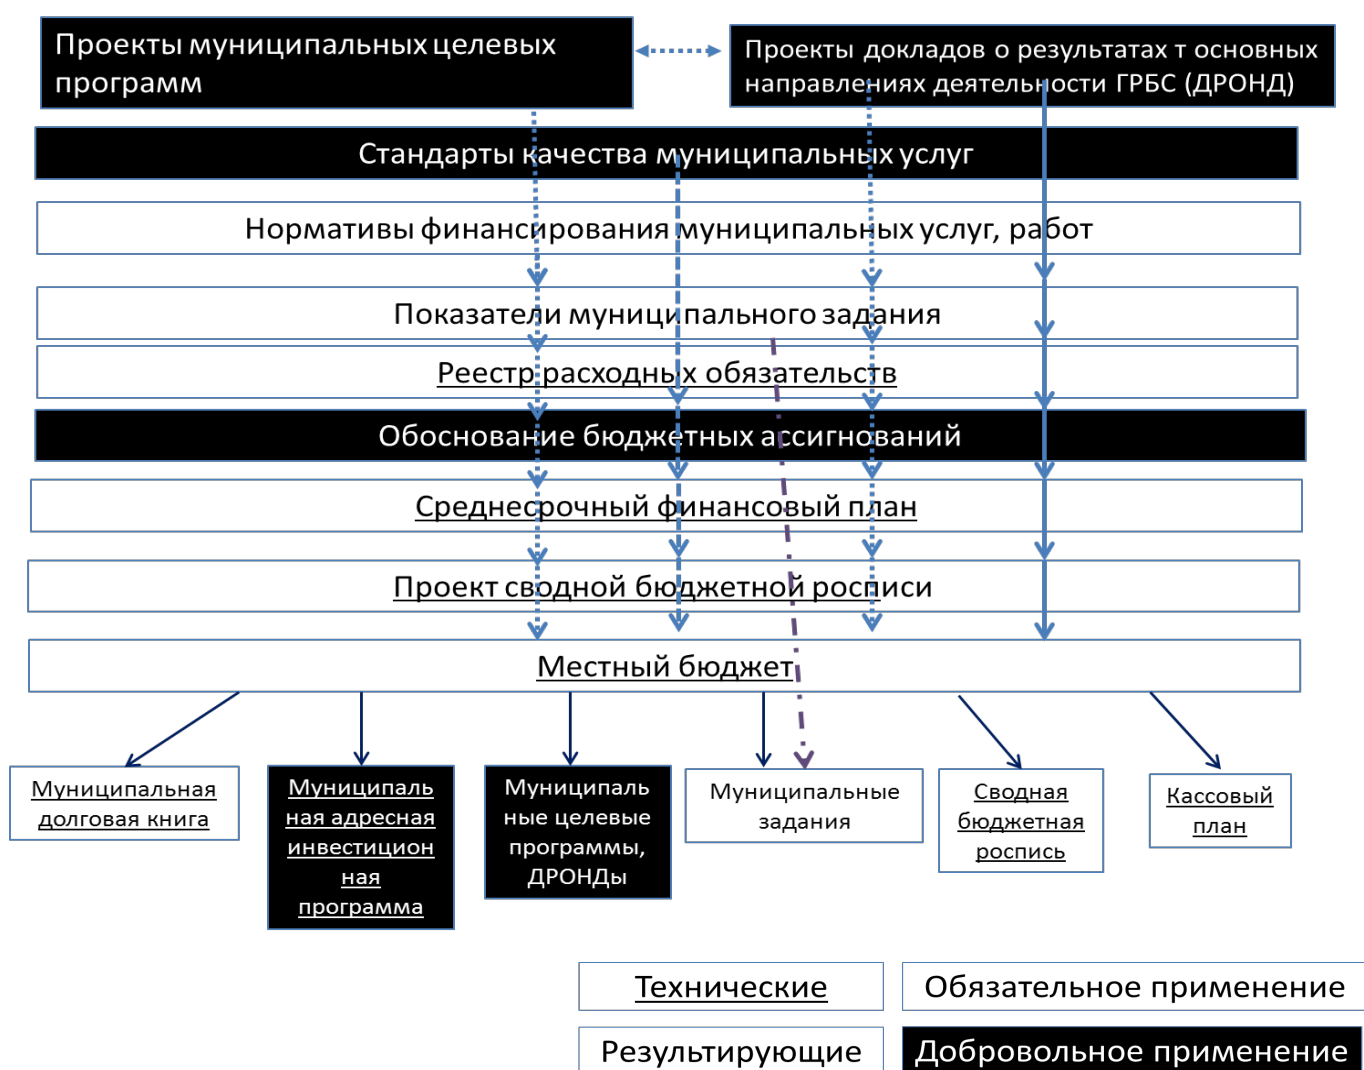 Проекты муниципальных целевых
программ
Проекты докладов о результатах т основных
направлениях деятельности ГРБС (ДРОНД)
Стандарты качества муниципальных услуг
Нормативы финансирования муниципальных услуг, работ
Показатели муниципального задания
Реестр расходных обязательств
Обоснование бюджетных ассигнований
Среднесрочный финансовый план
Проект сводной бюджетной росписи
Местный бюджет
Муниципальная
долговая книга
Муниципаль
ная адресная
инвестицион
ная
программа
Муниципаль
ные целевые
программы,
ДРОНДы
Муниципальные
задания
Сводная
бюджетная
роспись
Кассовый
план
Технические
Обязательное применение
Результирующие
Добровольное применение